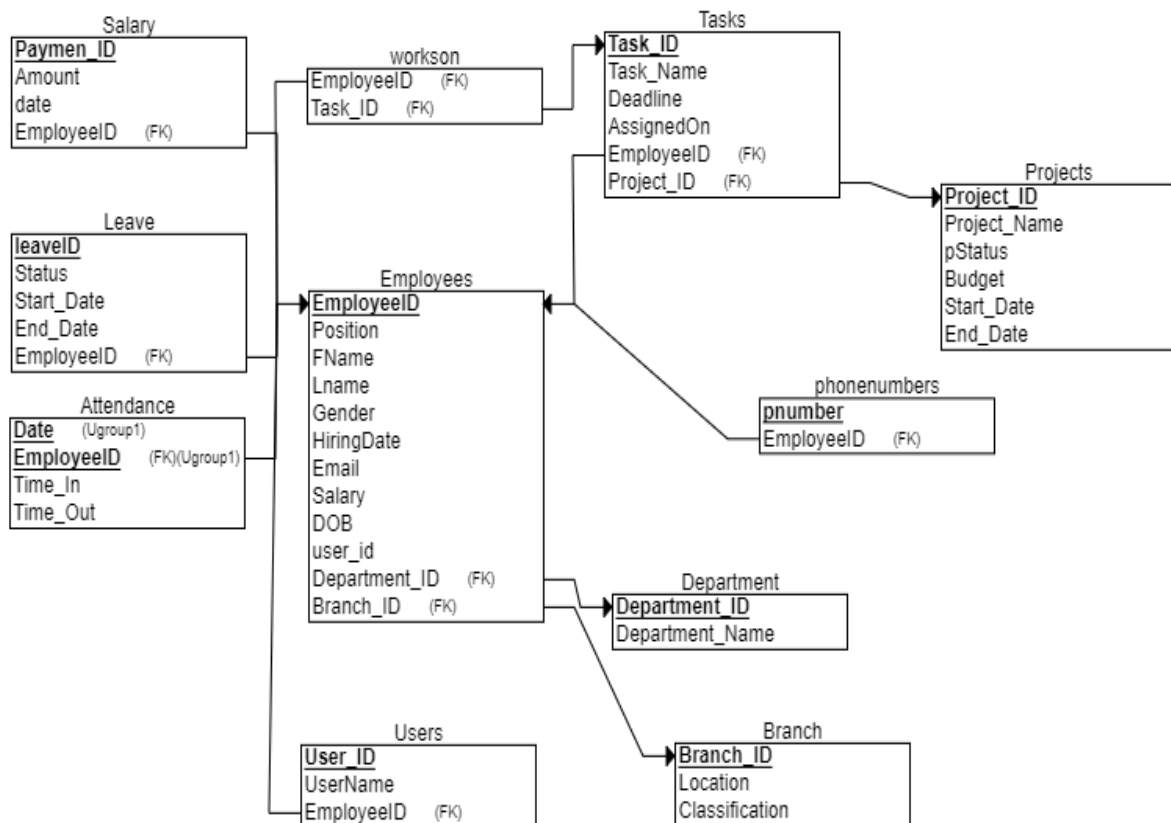 Salary
Paymen_ID
Amount
date
EmployeeID (FK)
workson
EmployeeID (FK)
Task_ID (FK)
Tasks
Task_ID
Task_Name
Deadline
AssignedOn
EmployeeID (FK)
Project_ID (FK)
Projects
Project_ID
Project_Name
pStatus
Budget
Start_Date
End_Date
Leave
leaveID
Status
Start_Date
End_Date
EmployeeID (FK)
Employees
EmployeeID
Position
FName
Lname
Gender
HiringDate
Email
Salary
DOB
user_id
Department_ID (FK)
Branch_ID (FK)
phonenumbers
pnumber
EmployeeID (FK)
Attendance
Date (Ugroup1)
EmployeeID (FK)(Ugroup1)
Time_In
Time_Out
Department
Department_ID
Department_Name
Users
User_ID
UserName
EmployeeID (FK)
Branch
Branch_ID
Location
Classification